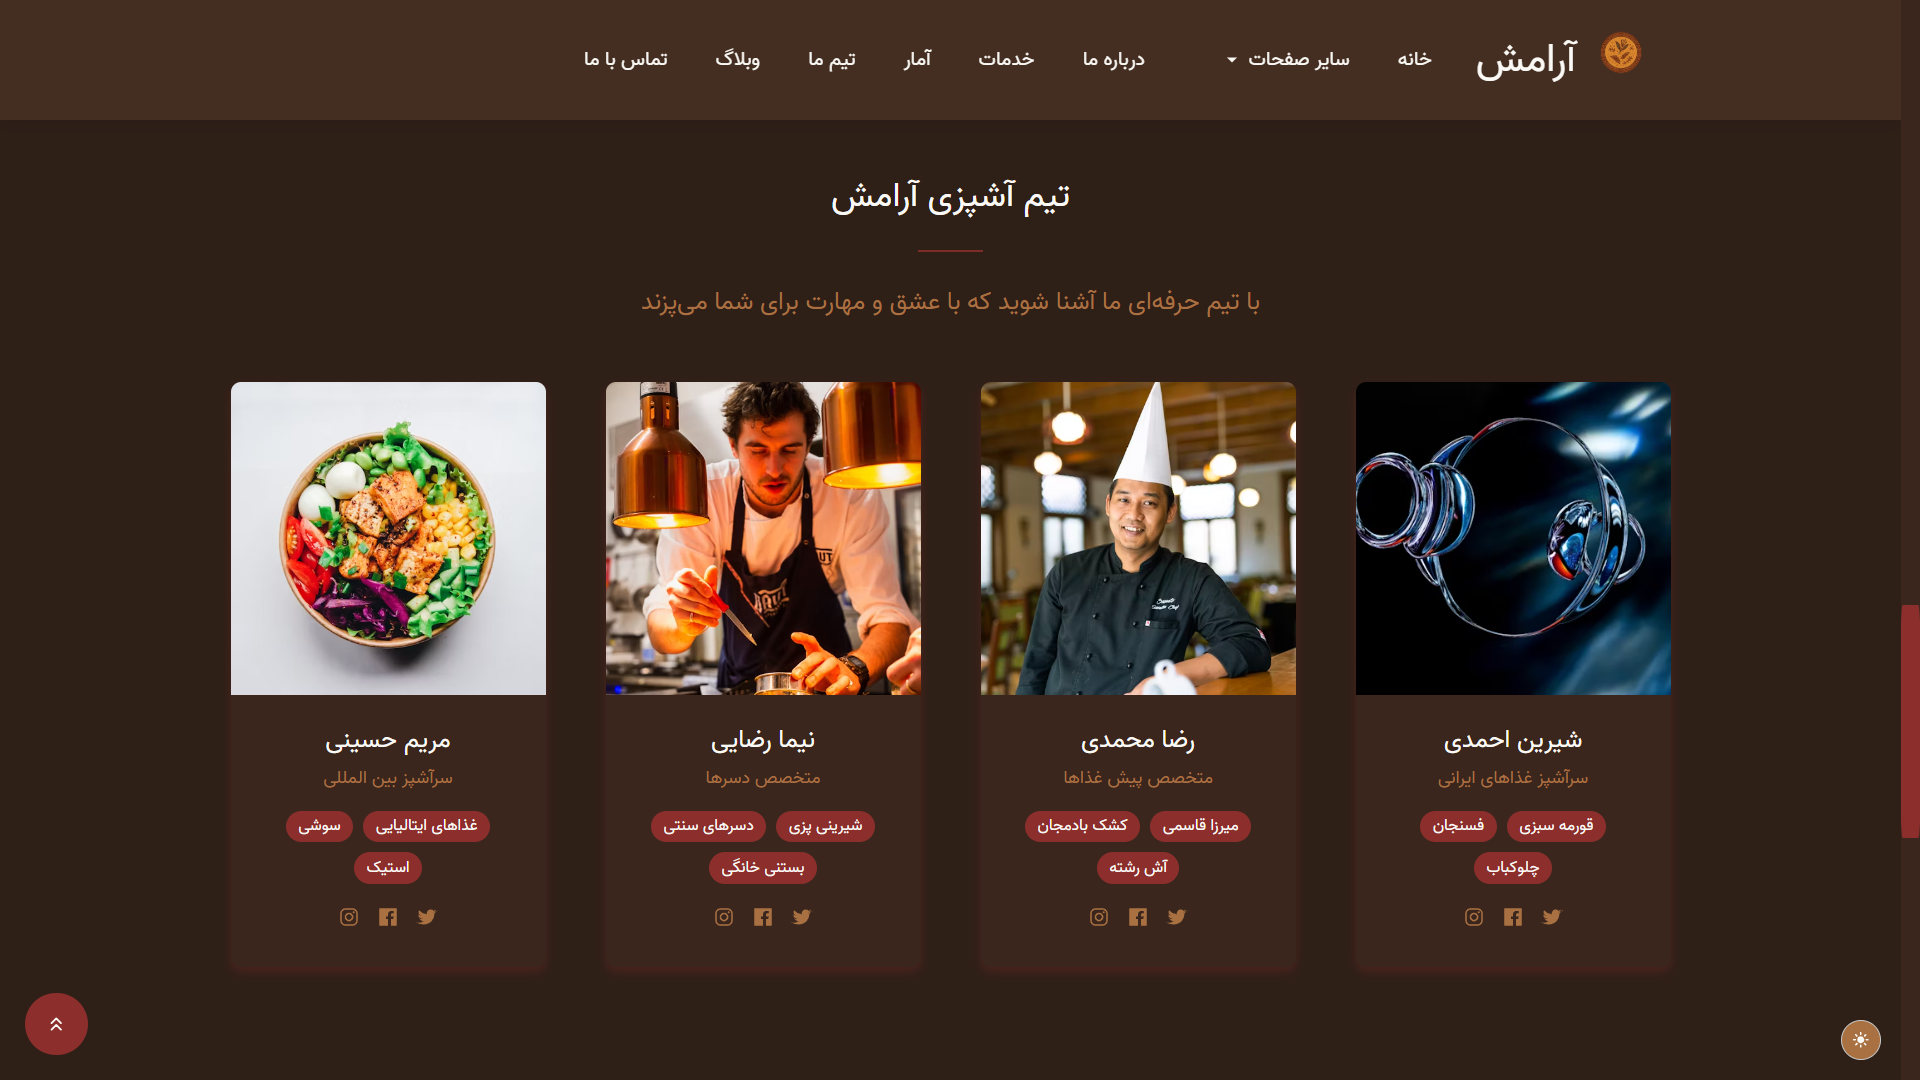 آرامش
خانه
سایر صفحات
درباره ما
خدمات
آمار
تیم ما
وبلاگ
تماس با ما
تیم آشپزی آرامش
با تیم حرفه‌ای ما آشنا شوید که با عشق و مهارت برای شما می‌پزند
شیرین احمدی
سرآشپز غذاهای ایرانی
قورمه سبزی
فسنجان
چلوکباب
رضا محمدی
متخصص پیش غذاها
میرزا قاسمی
کشک بادمجان
آش رشته
نیما رضایی
متخصص دسرها
شیرینی پزی
دسرهای سنتی
بستنی خانگی
مریم حسینی
سرآشپز بین المللی
غذاهای ایتالیایی
سوشی
استیک